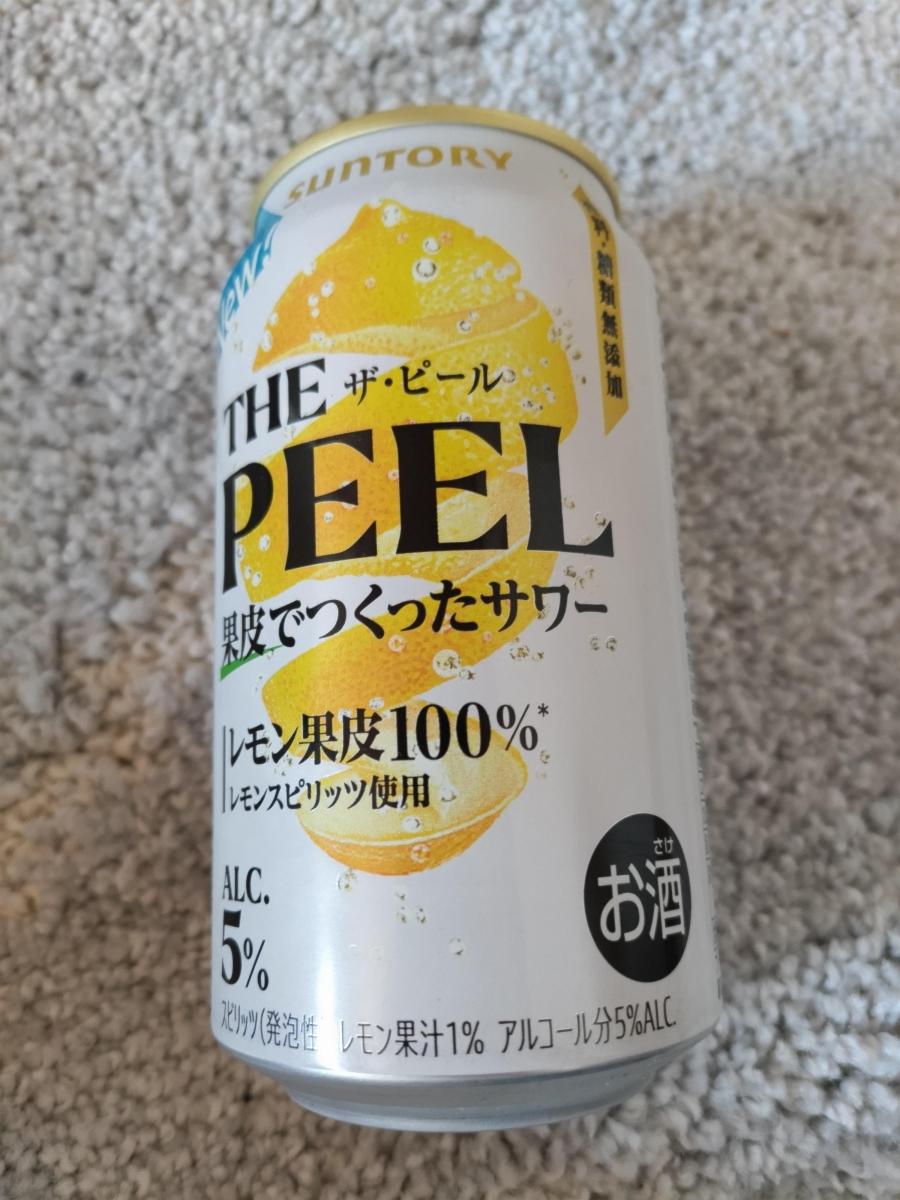 SUNTORY
New!
糖類無添加
THE ザ・ピール
PEEL
果皮でつくったサワー
レモン果皮100%*
レモンスピリッツ使用
ALC.
5%
さけ
お酒
スピリッツ(発泡性 レモン果汁1% アルコール分5%ALC.